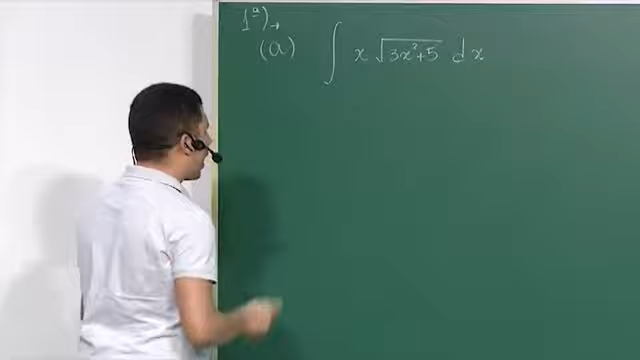 1ª) →
(a) ∫ x √(3x²+5) dx